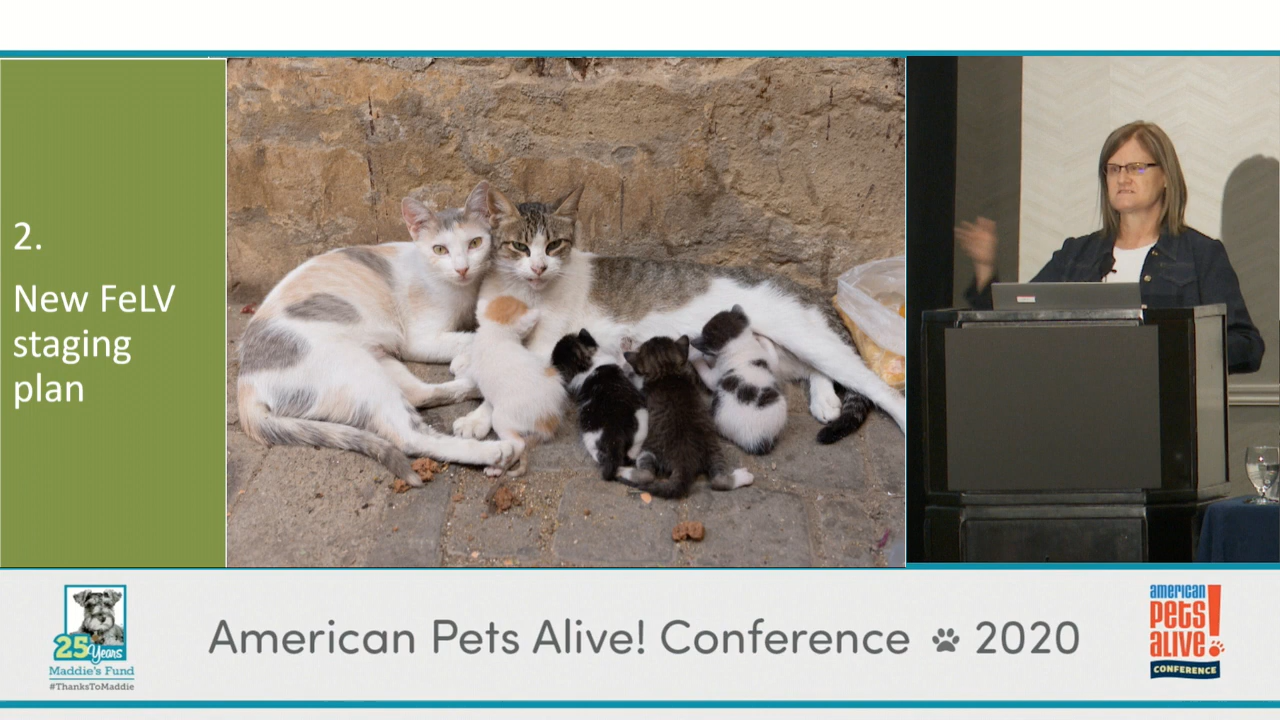 2.
New FeLV
staging
plan
25 Years
Maddie's Fund
#ThanksToMaddie
American Pets Alive! Conference 2020
american
PETS
ALIVE!
CONFERENCE